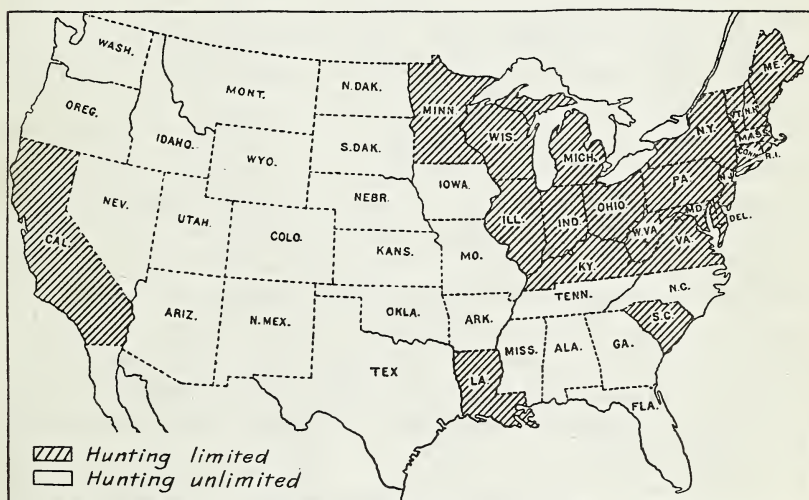 WASH.
MONT.
N.DAK.
MINN.
ME.
OREG.
IDAHO.
WYO.
S.DAK.
WIS.
MICH.
N.Y.
VT.
N.H.
MASS.
CONN.
R.I.
NEV.
UTAH.
COLO.
NEBR.
IOWA.
ILL.
IND.
OHIO.
PA.
N.J.
MD.
DEL.
CAL.
KANS.
MO.
KY.
W.VA.
VA.
ARIZ.
N.MEX.
OKLA.
ARK.
TENN.
N.C.
S.C.
TEX
LA.
MISS.
ALA.
GA.
FLA.
Hunting limited
Hunting unlimited